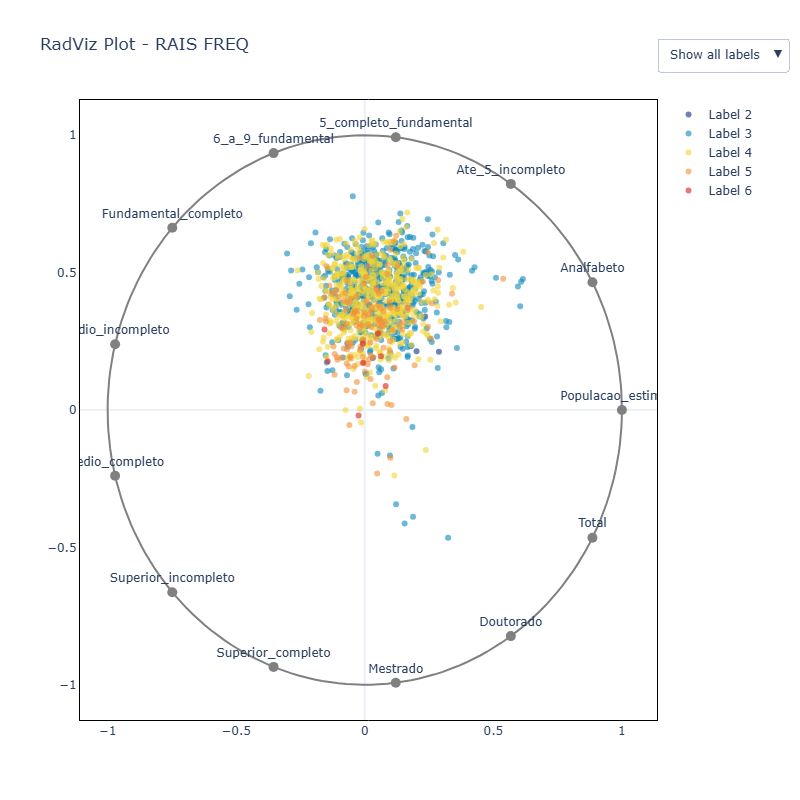 RadViz Plot - RAIS FREQ
Show all labels ▼
Label 2
Label 3
Label 4
Label 5
Label 6
5_completo_fundamental
6_a_9_fundamental
Ate_5_incompleto
Fundamental_completo
Analfabeto
dio_incompleto
Populacao_estim
edio_completo
Total
Superior_incompleto
Doutorado
Superior_completo
Mestrado
1
0.5
0
−0.5
−1
−1
−0.5
0
0.5
1